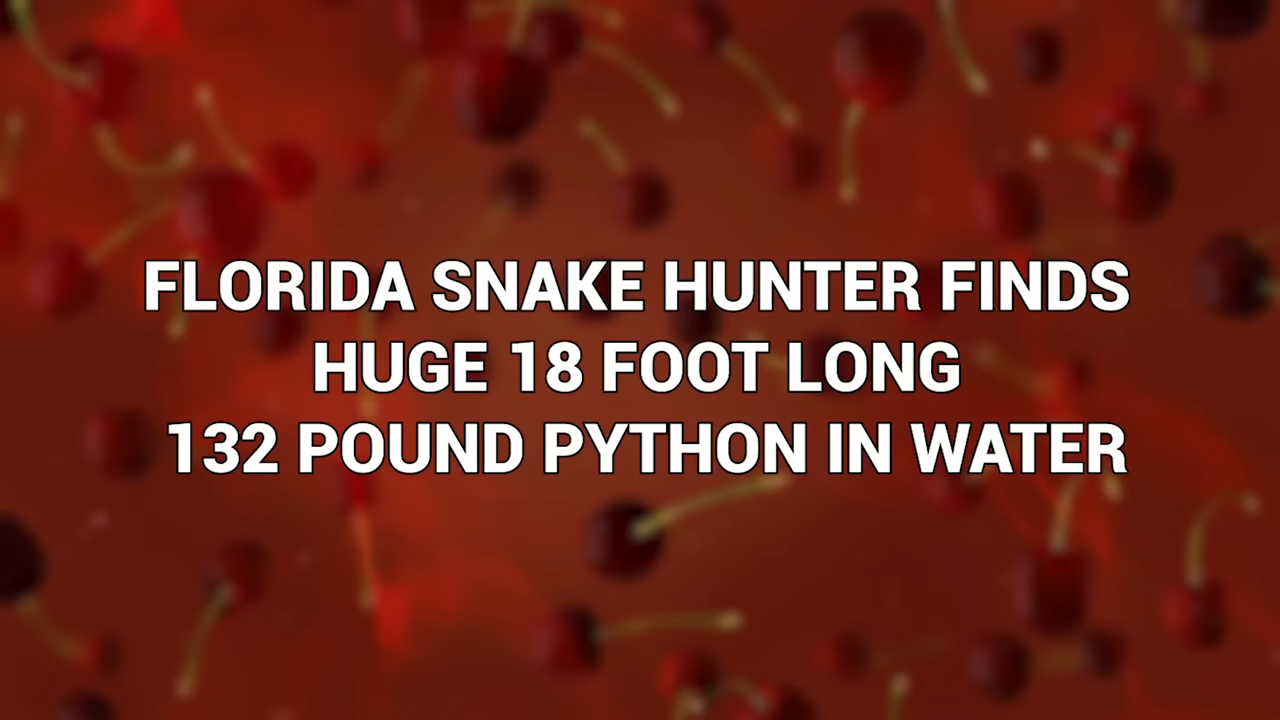 FLORIDA SNAKE HUNTER FINDS
HUGE 18 FOOT LONG
132 POUND PYTHON IN WATER